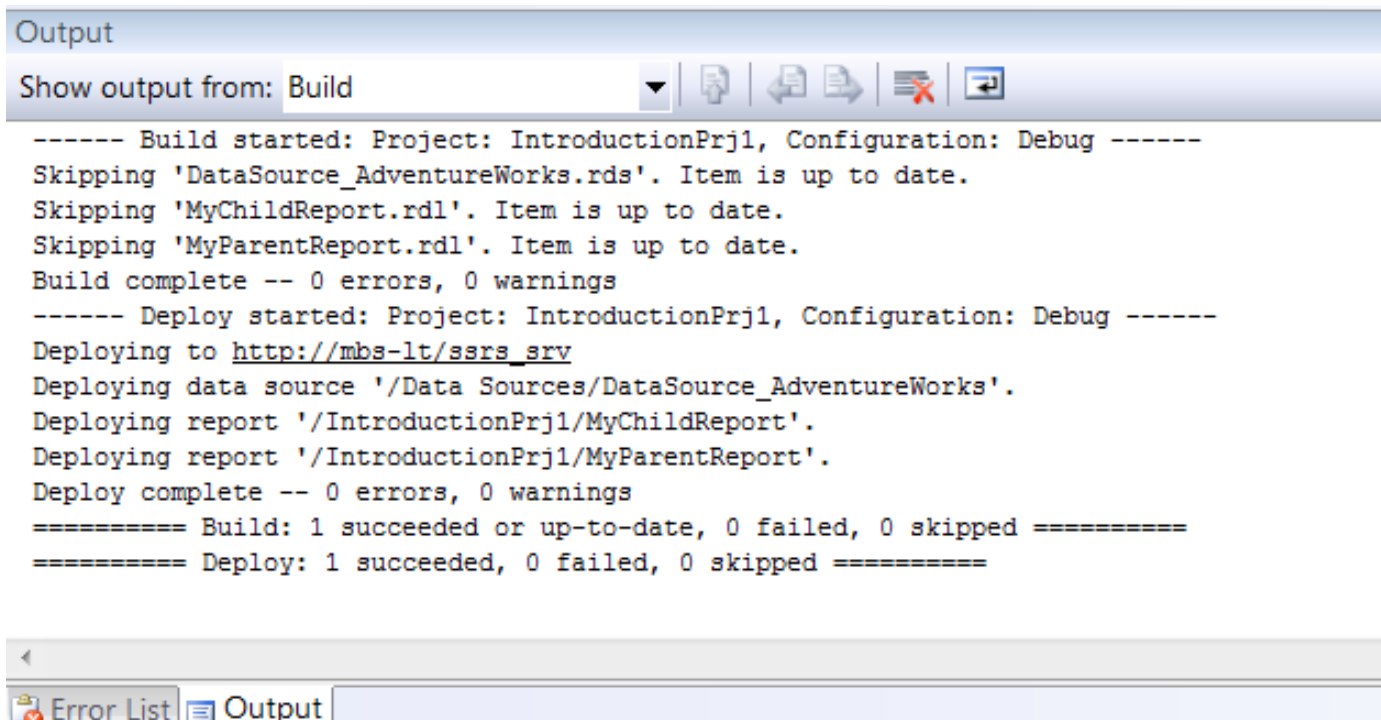 Output
Show output from: Build
------ Build started: Project: IntroductionPrj1, Configuration: Debug ------
Skipping 'DataSource_AdventureWorks.rds'. Item is up to date.
Skipping 'MyChildReport.rdl'. Item is up to date.
Skipping 'MyParentReport.rdl'. Item is up to date.
Build complete -- 0 errors, 0 warnings
------ Deploy started: Project: IntroductionPrj1, Configuration: Debug ------
Deploying to http://mbs-lt/ssrs_srv
Deploying data source '/Data Sources/DataSource_AdventureWorks'.
Deploying report '/IntroductionPrj1/MyChildReport'.
Deploying report '/IntroductionPrj1/MyParentReport'.
Deploy complete -- 0 errors, 0 warnings
========== Build: 1 succeeded or up-to-date, 0 failed, 0 skipped ==========
========== Deploy: 1 succeeded, 0 failed, 0 skipped ==========
Error List Output